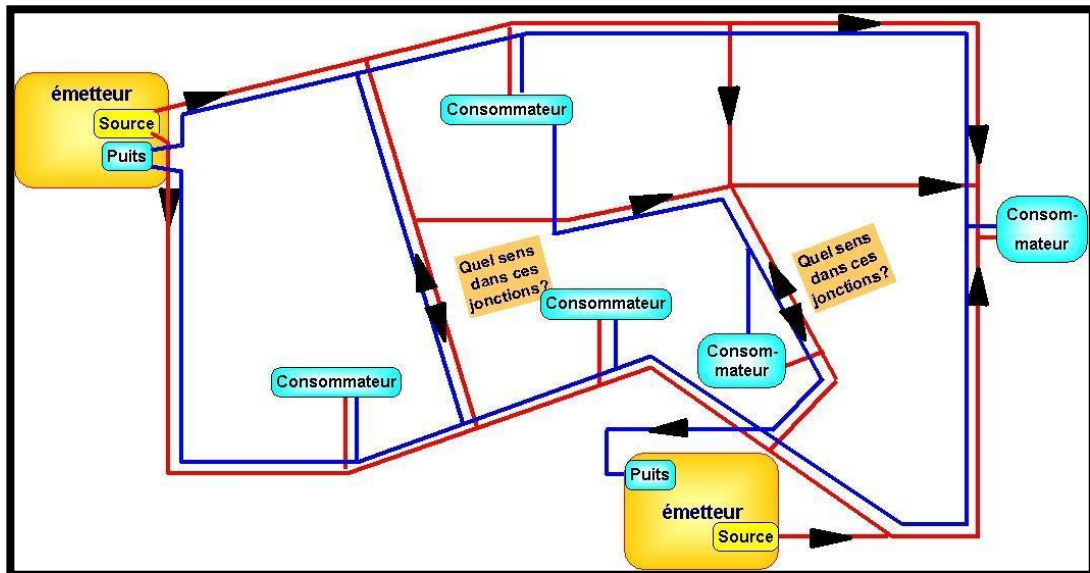 émetteur
Source
Puits
Consommateur
Consom-
mateur
Quel sens
dans ces
jonctions?
Quel sens
dans ces
jonctions?
Consommateur
Consom-
mateur
Consommateur
Puits
émetteur
Source